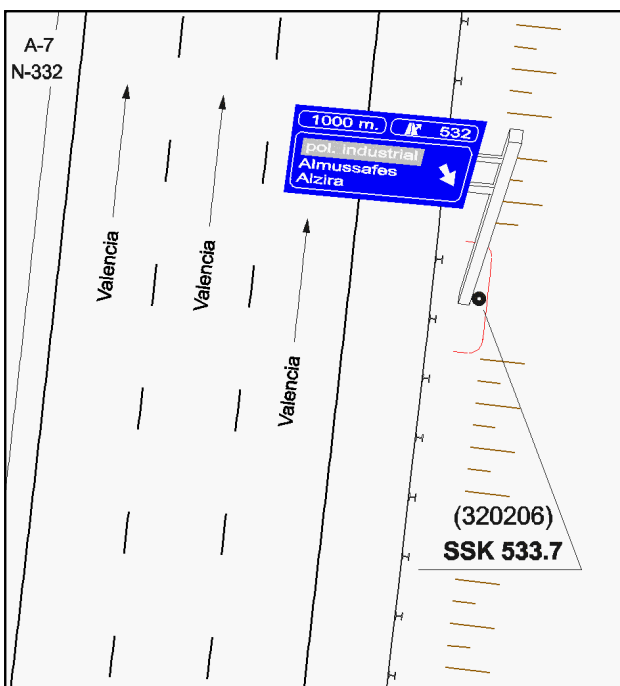 A-7
N-332
1000 m.
532
pol. industrial
Almussafes
Alzira
Valencia
Valencia
Valencia
(320206)
SSK 533.7